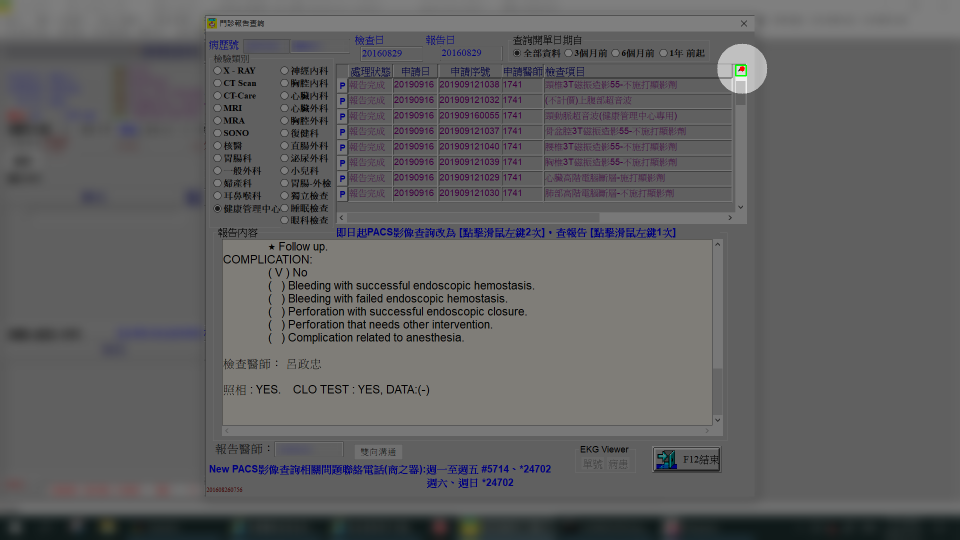 門診報告查詢
病歷號
檢查日 報告日
20160829 20160829
查詢開單日期自
全部資料 3個月前 6個月前 1年 前起
檢驗類別
X - RAY 神經內科
CT Scan 胸腔內科
CT-Care 心臟內科
MRI 心臟外科
MRA 胸腔外科
SONO 復健科
核醫 直腸外科
胃腸科 泌尿外科
一般外科 小兒科
婦產科 胃腸-外檢
耳鼻喉科 獨立檢查
健康管理中心 睡眠檢查
眼科檢查
處理狀態 申請日 申請序號 申請醫師 檢查項目
P 報告完成 20190916 201909121038 1741 頸椎3T磁振造影55-不施打顯影劑
P 報告完成 20190916 201909121032 1741 (不計價)上腹部超音波
P 報告完成 20190916 201909160055 1741 頸動脈超音波(健康管理中心專用)
P 報告完成 20190916 201909121037 1741 骨盆腔3T磁振造影55-不施打顯影劑
P 報告完成 20190916 201909121040 1741 腰椎3T磁振造影55-不施打顯影劑
P 報告完成 20190916 201909121039 1741 胸椎3T磁振造影55-不施打顯影劑
P 報告完成 20190916 201909121029 1741 心臟高階電腦斷層-施打顯影劑
P 報告完成 20190916 201909121030 1741 肺部高階電腦斷層-不施打顯影劑
報告內容 即日起PACS影像查詢改為 [點擊滑鼠左鍵2次]，查報告 [點擊滑鼠左鍵1次]
★ Follow up.
COMPLICATION:
( V ) No
( ) Bleeding with successful endoscopic hemostasis.
( ) Bleeding with failed endoscopic hemostasis.
( ) Perforation with successful endoscopic closure.
( ) Perforation that needs other intervention.
( ) Complication related to anesthesia.
檢查醫師： 呂政忠
照相 : YES. CLO TEST : YES, DATA:(-)
報告醫師：
雙向溝通
EKG Viewer
單號 病患
F12結束
New PACS影像查詢相關問題聯絡電話(商之器):週一至週五 #5714、*24702
週六、週日 *24702